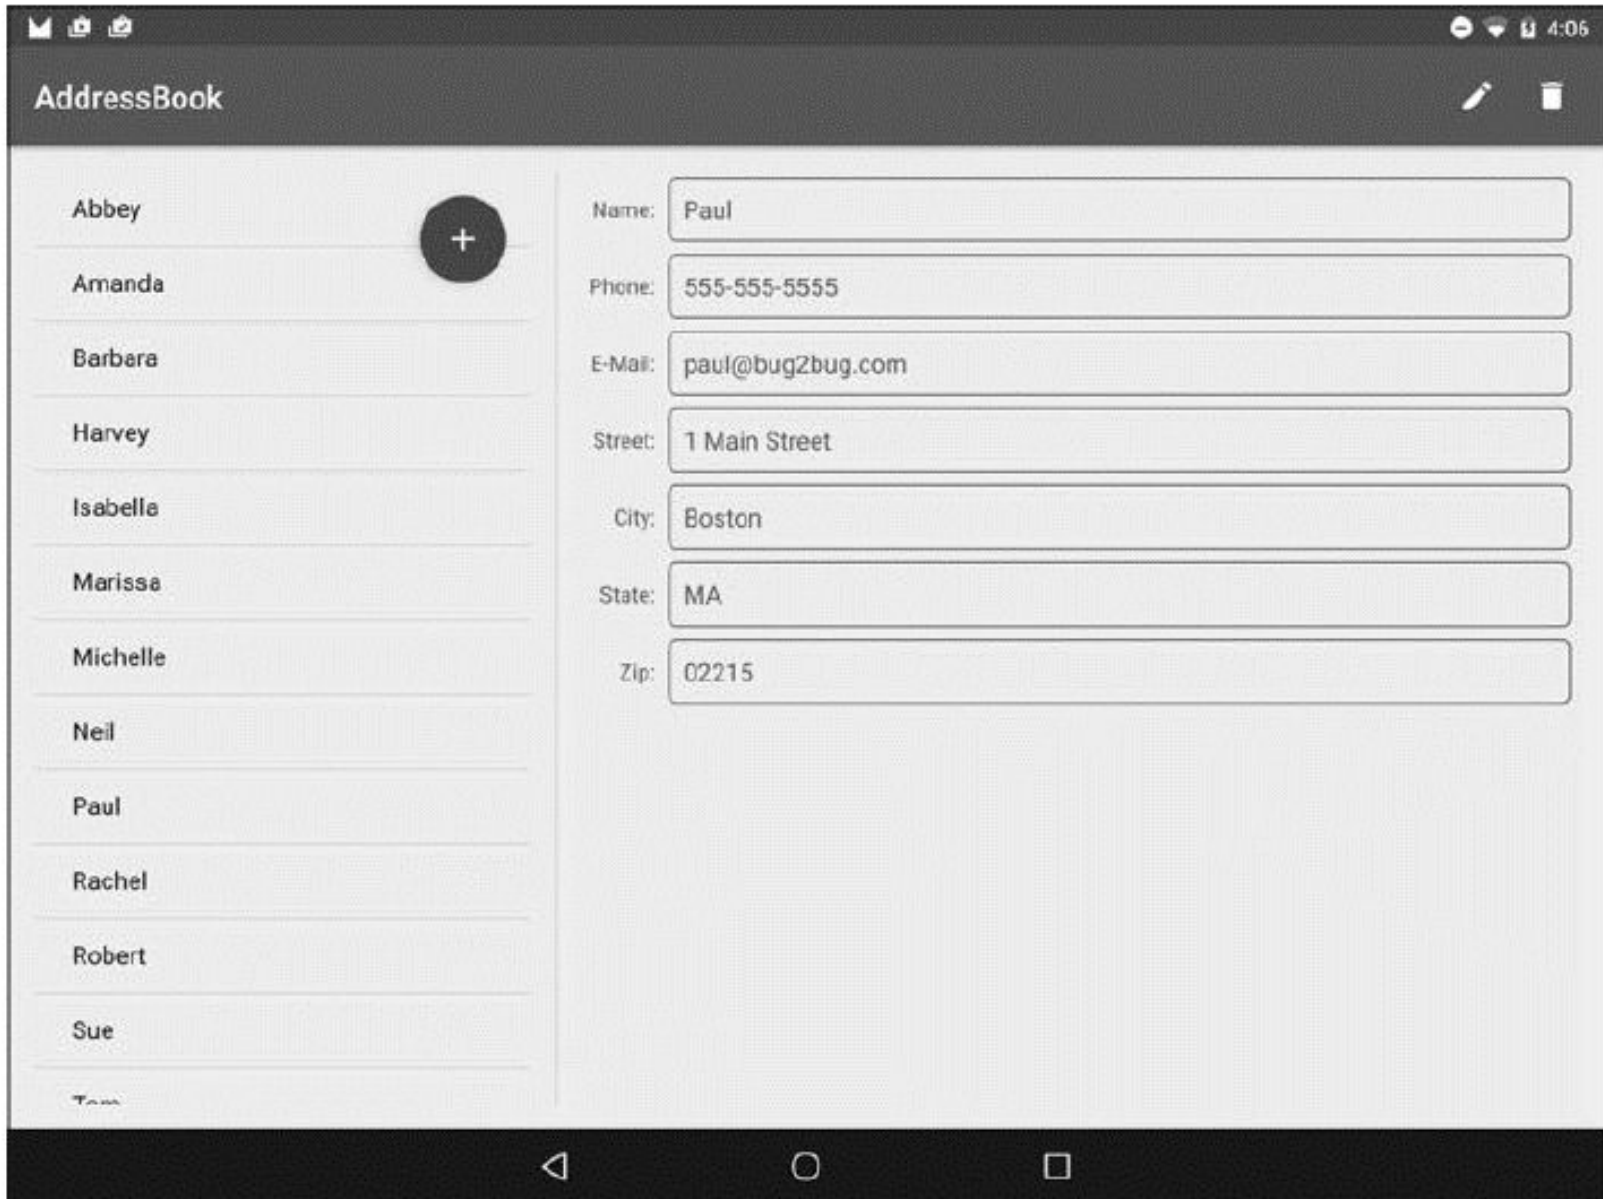 4:06
AddressBook
Abbey
Amanda
Barbara
Harvey
Isabella
Marissa
Michelle
Neil
Paul
Rachel
Robert
Sue
Tom
Name: Paul
Phone: 555-555-5555
E-Mail: paul@bug2bug.com
Street: 1 Main Street
City: Boston
State: MA
Zip: 02215